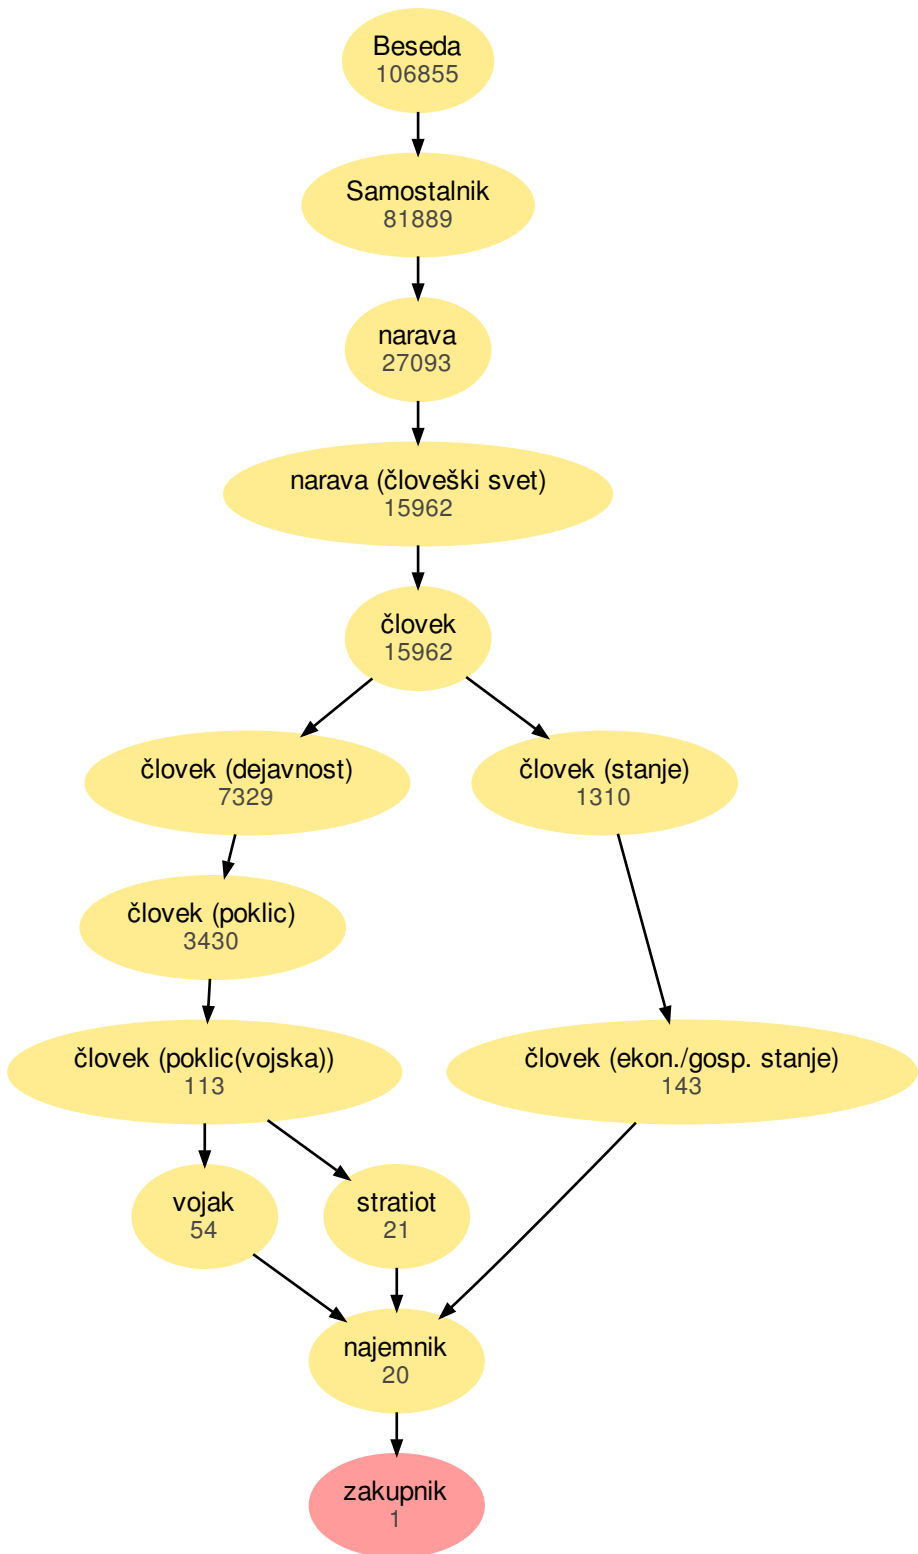 Beseda
106855
Samostalnik
81889
narava
27093
narava (človeški svet)
15962
človek
15962
človek (dejavnost)
7329
človek (stanje)
1310
človek (poklic)
3430
človek (poklic(vojska))
113
človek (ekon./gosp. stanje)
143
vojak
54
stratiot
21
najemnik
20
zakupnik
1